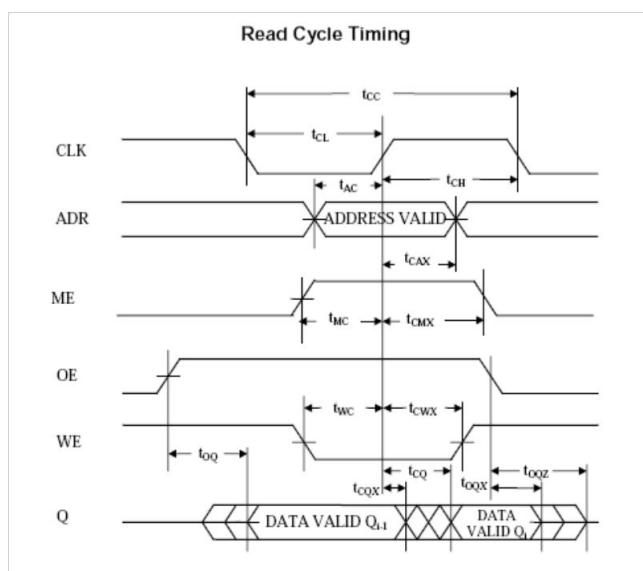 Read Cycle Timing
tCC
tCL
CLK
tAC
tCH
ADR
ADDRESS VALID
tCAX
ME
tMC
tCMX
OE
tWC
tCWX
WE
tOQ
tCQ
tOQZ
tCQX
tOQX
Q
DATA VALID Qi-1
DATA
VALID Qi